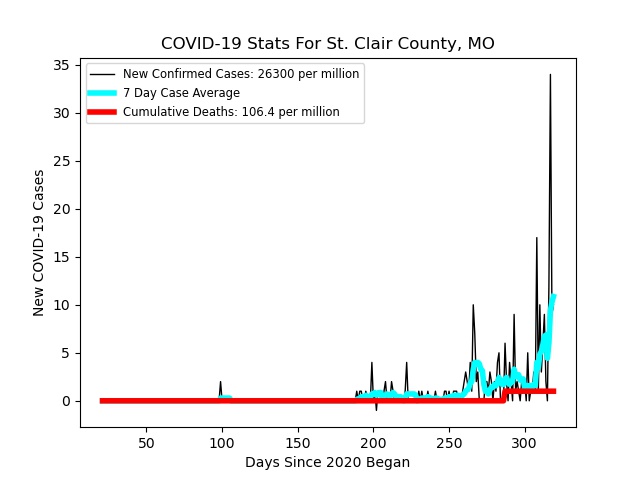 COVID-19 Stats For St. Clair County, MO
New Confirmed Cases: 26300 per million
7 Day Case Average
Cumulative Deaths: 106.4 per million
New COVID-19 Cases
35
30
25
20
15
10
5
0
50 100 150 200 250 300
Days Since 2020 Began